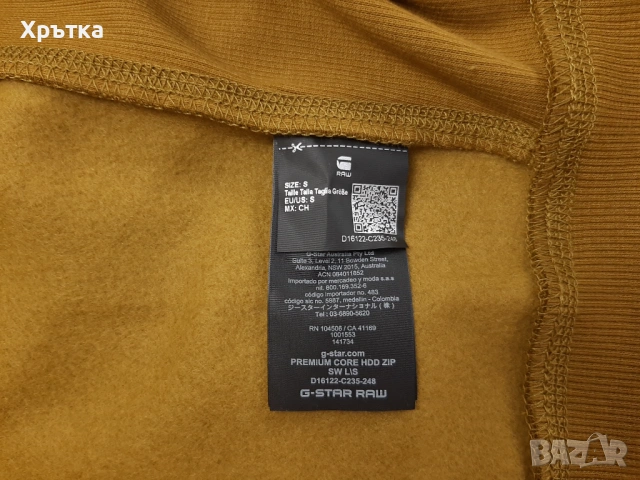 Хрътка
RAW
SIZE: S
Taille Talla Taglia Größe
EU/US: S
MX: CH
D16122-C235-248
G-Star Australia Pty Ltd
Suite 3, Level 2, 11 Bowden Street,
Alexandria, NSW 2015, Australia
ACN 084011852
Importado por mercadeo y moda s.a.s
nit. 800.169.352-6
código importador no. 483
código sic no. 5687, medellín - Colombia
ジースターインターナショナル(株)
Tel: 03-6890-5620
RN 104508 / CA 41169
1001553
141734
g-star.com
PREMIUM CORE HDD ZIP
SW L\S
D16122-C235-248
G-STAR RAW
BAZAR